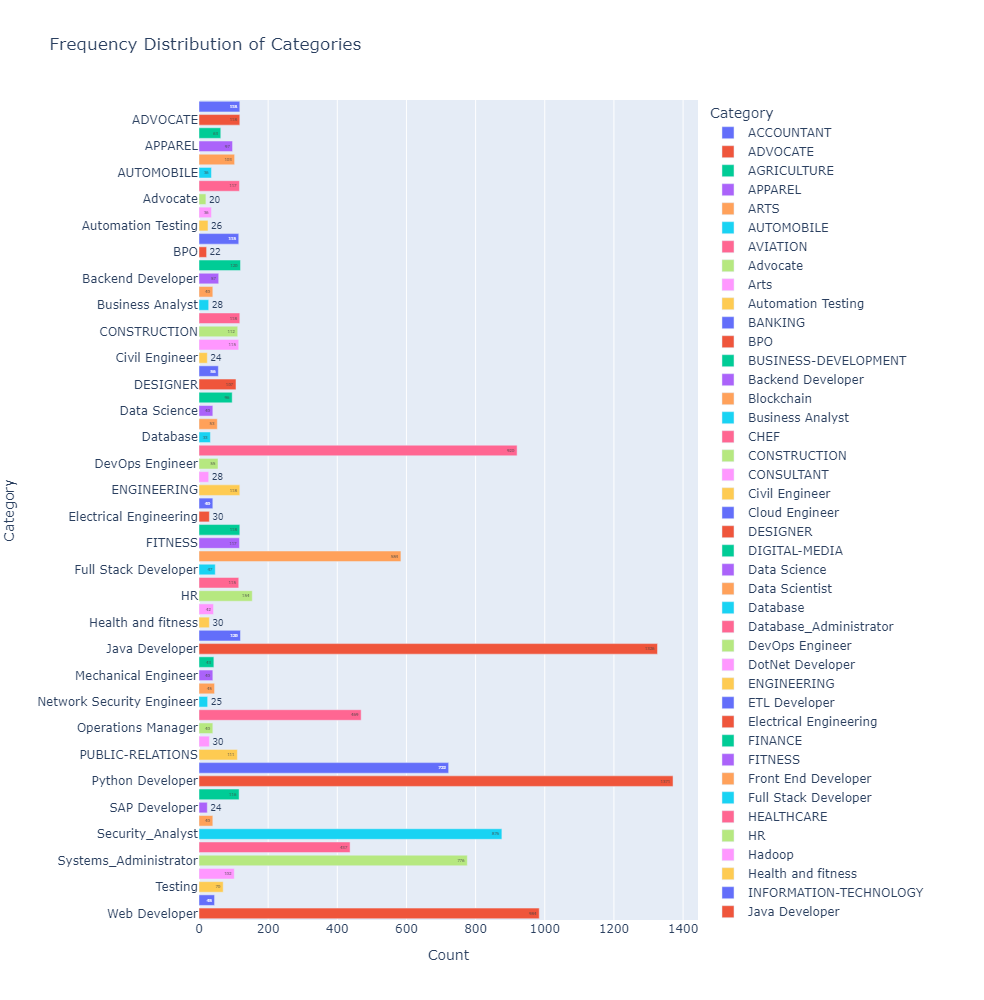 Frequency Distribution of Categories
Category
ADVOCATE
APPAREL
AUTOMOBILE
Advocate 20
Automation Testing 26
BPO 22
Backend Developer
Business Analyst 28
CONSTRUCTION
Civil Engineer 24
DESIGNER
Data Science
Database
DevOps Engineer
28
ENGINEERING
Electrical Engineering 30
FITNESS
Full Stack Developer
HR
Health and fitness 30
Java Developer
Mechanical Engineer
Network Security Engineer 25
Operations Manager
30
PUBLIC-RELATIONS
Python Developer
SAP Developer 24
Security_Analyst
Systems_Administrator
Testing
Web Developer
0 200 400 600 800 1000 1200 1400
Count
Category
ACCOUNTANT
ADVOCATE
AGRICULTURE
APPAREL
ARTS
AUTOMOBILE
AVIATION
Advocate
Arts
Automation Testing
BANKING
BPO
BUSINESS-DEVELOPMENT
Backend Developer
Blockchain
Business Analyst
CHEF
CONSTRUCTION
CONSULTANT
Civil Engineer
Cloud Engineer
DESIGNER
DIGITAL-MEDIA
Data Science
Data Scientist
Database
Database_Administrator
DevOps Engineer
DotNet Developer
ENGINEERING
ETL Developer
Electrical Engineering
FINANCE
FITNESS
Front End Developer
Full Stack Developer
HEALTHCARE
HR
Hadoop
Health and fitness
INFORMATION-TECHNOLOGY
Java Developer